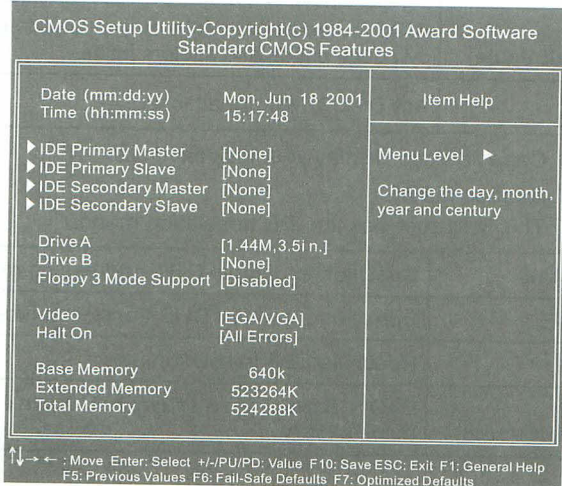 CMOS Setup Utility-Copyright(c) 1984-2001 Award Software
Standard CMOS Features
Date (mm:dd:yy) Mon, Jun 18 2001
Time (hh:mm:ss) 15:17:48
▶ IDE Primary Master [None]
▶ IDE Primary Slave [None]
▶ IDE Secondary Master [None]
▶ IDE Secondary Slave [None]
Drive A [1.44M,3.5in.]
Drive B [None]
Floppy 3 Mode Support [Disabled]
Video [EGA/VGA]
Halt On [All Errors]
Base Memory 640k
Extended Memory 523264K
Total Memory 524288K
Item Help
Menu Level ▶
Change the day, month,
year and century
↑↓→← : Move Enter: Select +/-/PU/PD: Value F10: Save ESC: Exit F1: General Help
F5: Previous Values F6: Fail-Safe Defaults F7: Optimized Defaults